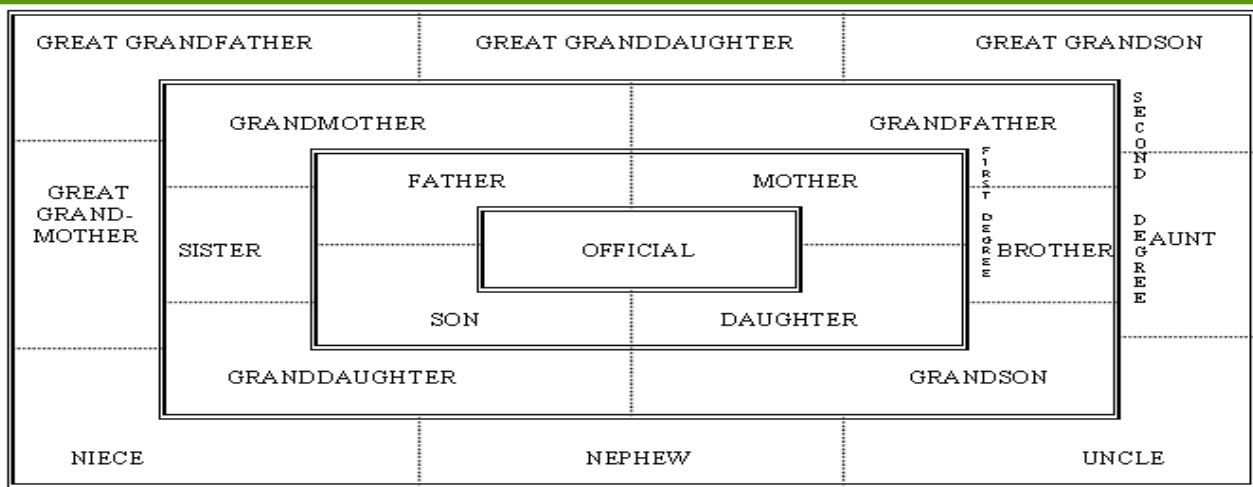 GREAT GRANDFATHER
GREAT GRANDDAUGHTER
GREAT GRANDSON
GRANDMOTHER
GRANDFATHER
SECOND DEGREE
FATHER
MOTHER
FIRST DEGREE
GREAT
GRAND-
MOTHER
SISTER
OFFICIAL
BROTHER
AUNT
SON
DAUGHTER
GRANDDAUGHTER
GRANDSON
NIECE
NEPHEW
UNCLE